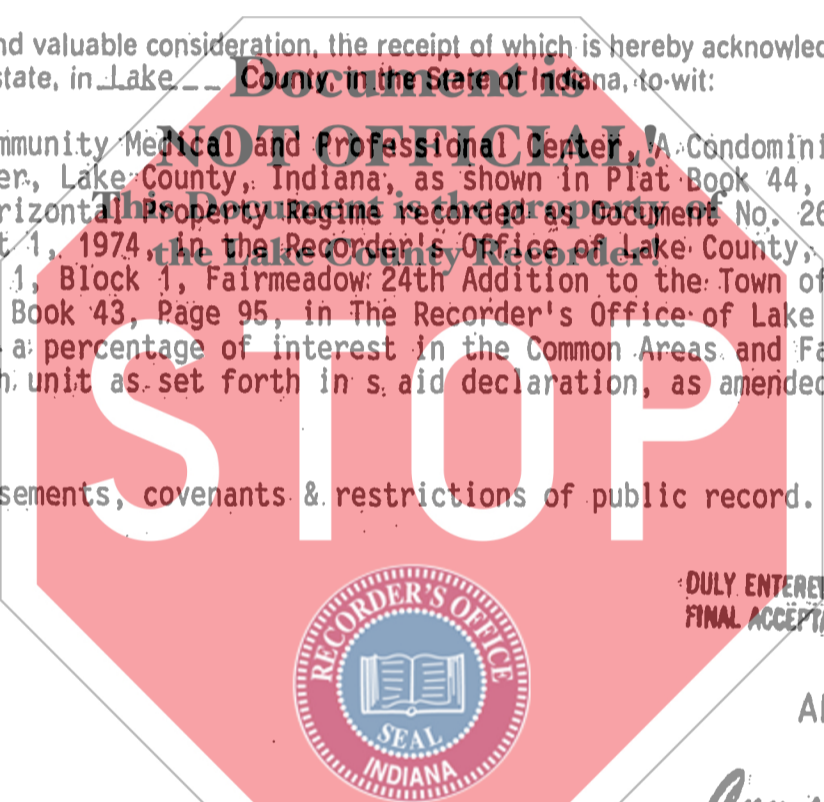 nd valuable consideration, the receipt of which is hereby acknowled
state, in Lake County, in the State of Indiana, to-wit:
Document is
mmunity Medical and Professional Center, A Condomini
NOT OFFICIAL!
er, Lake County, Indiana, as shown in Plat Book 44,
This Document is the property of
rizontal Property Regime recorded as Document No. 26
t 1, 1974, in the Recorder's Office of Lake County,
the Lake County Recorder!
1, Block 1, Fairmeadow 24th Addition to the Town of
Book 43, Page 95, in The Recorder's Office of Lake
a percentage of interest in the Common Areas and Fa
h unit as set forth in s aid declaration, as amended
STOP
sements, covenants & restrictions of public record.
DULY ENTERED
FINAL ACCEPTA
RECORDER'S OFFICE
SEAL
INDIANA